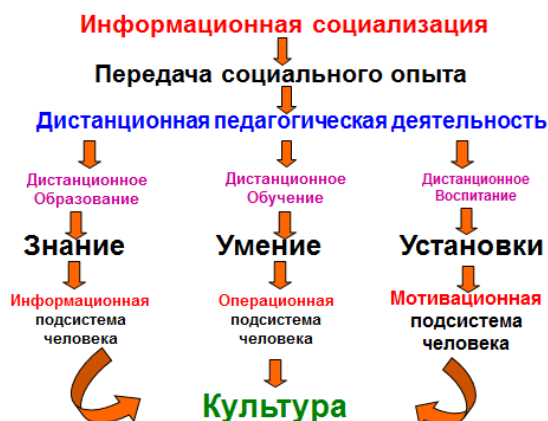 Информационная социализация
Передача социального опыта
Дистанционная педагогическая деятельность
Дистанционное
Образование
Дистанционное
Обучение
Дистанционное
Воспитание
Знание
Умение
Установки
Информационная
подсистема
человека
Операционная
подсистема
человека
Мотивационная
подсистема
человека
Культура